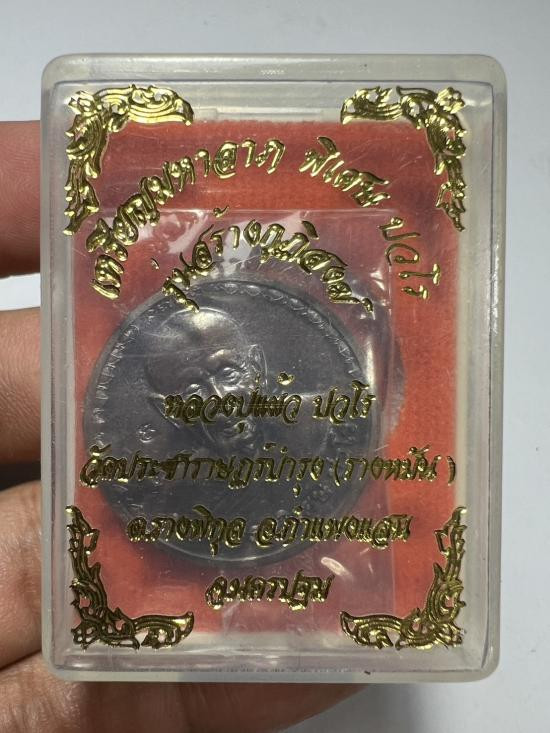 เหรียญมหาลาภ พิเศษ ปวโร
รุ่นสร้างกุฏิสงฆ์
หลวงปู่แผ้ว ปวโร
วัดประชาราษฎร์บำรุง (รางหมัน)
ต.รางพิกุล อ.กำแพงแสน
จ.นครปฐม